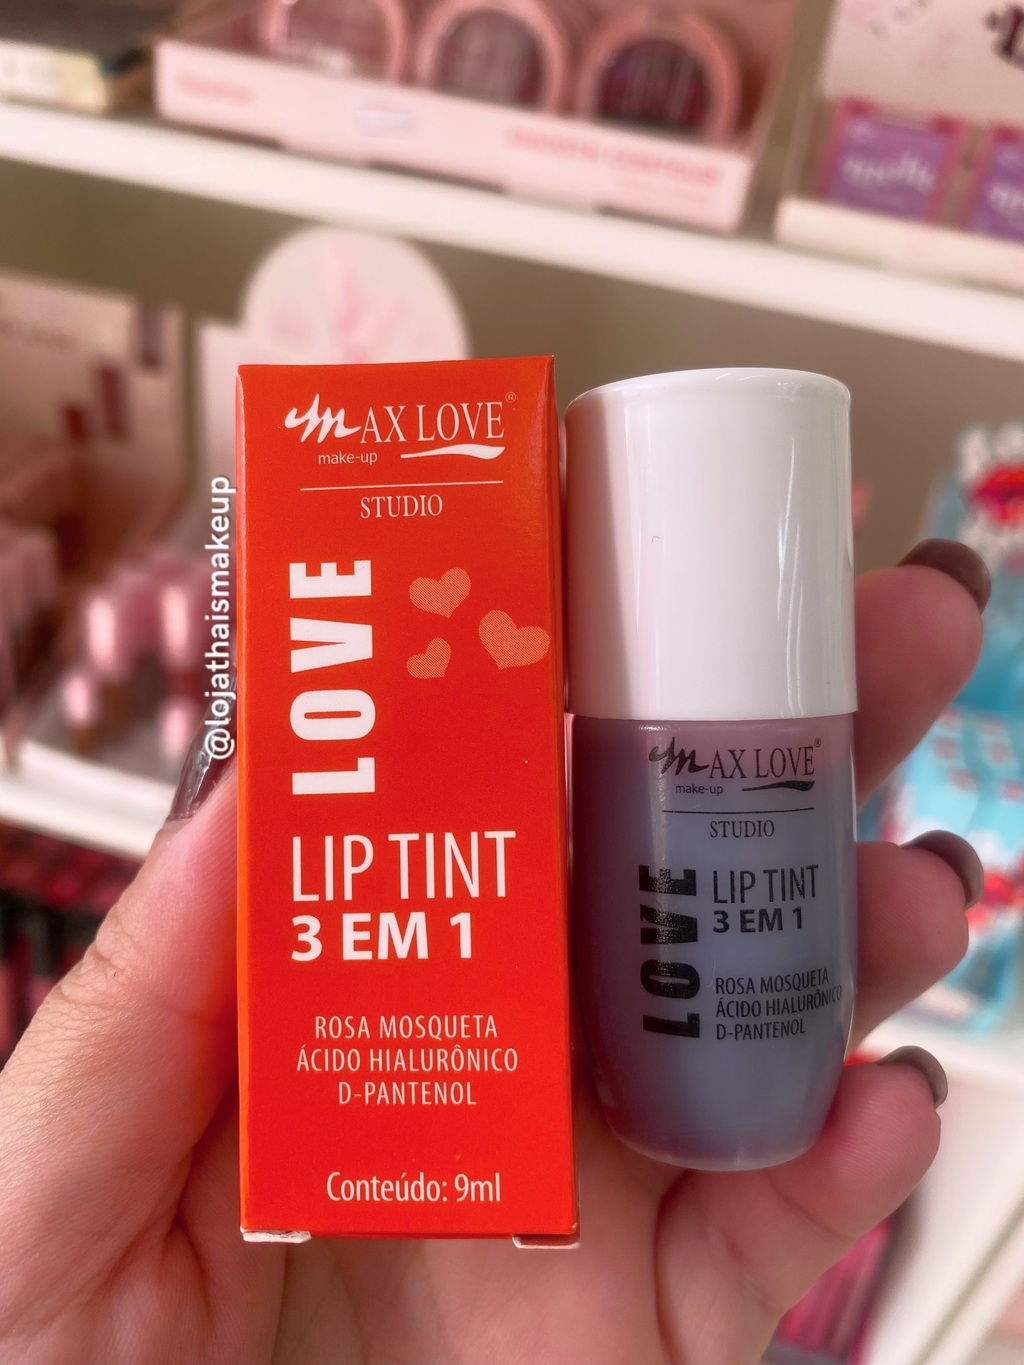 Max Love®
make-up
STUDIO
LOVE
LIP TINT
3 EM 1
ROSA MOSQUETA
ÁCIDO HIALURÔNICO
D-PANTENOL
Conteúdo: 9ml
Max Love®
make-up
STUDIO
LOVE
LIP TINT
3 EM 1
ROSA MOSQUETA
ÁCIDO HIALURÔNICO
D-PANTENOL
@lojathaismakeup